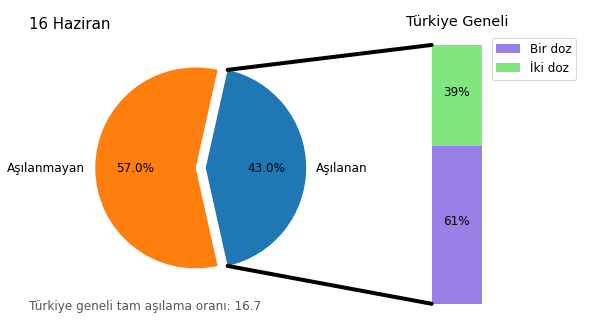 16 Haziran
Türkiye Geneli
Bir doz
İki doz
39%
Aşılanmayan
57.0%
43.0%
Aşılanan
61%
Türkiye geneli tam aşılama oranı: 16.7